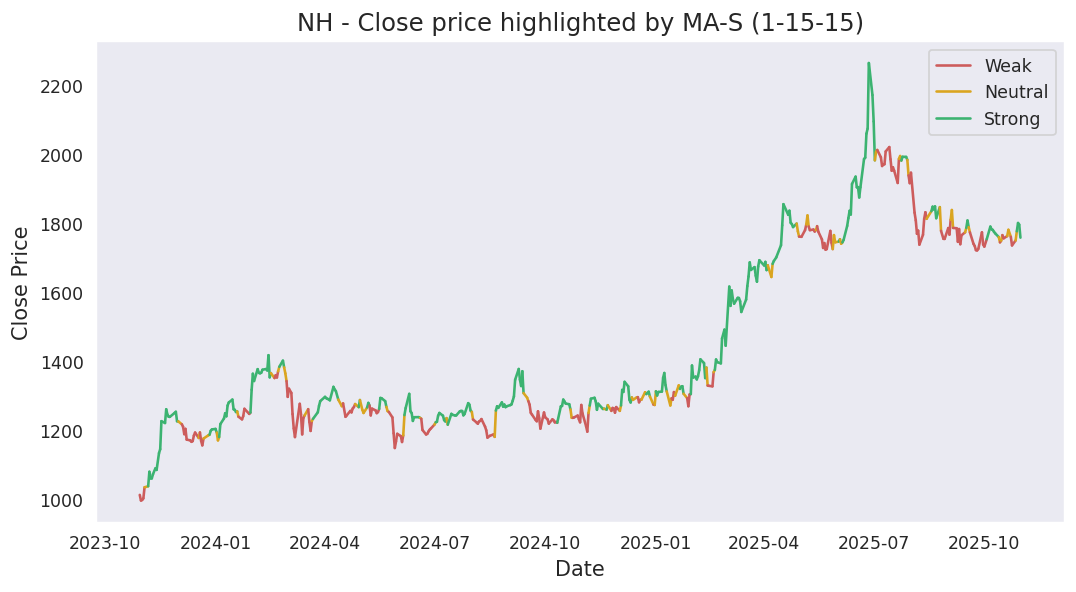 NH - Close price highlighted by MA-S (1-15-15)
Weak
Neutral
Strong
Close Price
2200
2000
1800
1600
1400
1200
1000
2023-10 2024-01 2024-04 2024-07 2024-10 2025-01 2025-04 2025-07 2025-10
Date